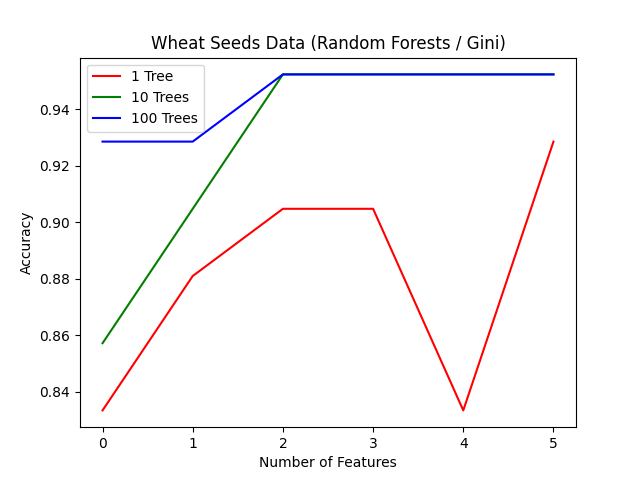 Wheat Seeds Data (Random Forests / Gini)
1 Tree
10 Trees
100 Trees
Accuracy
0.94
0.92
0.90
0.88
0.86
0.84
0 1 2 3 4 5
Number of Features